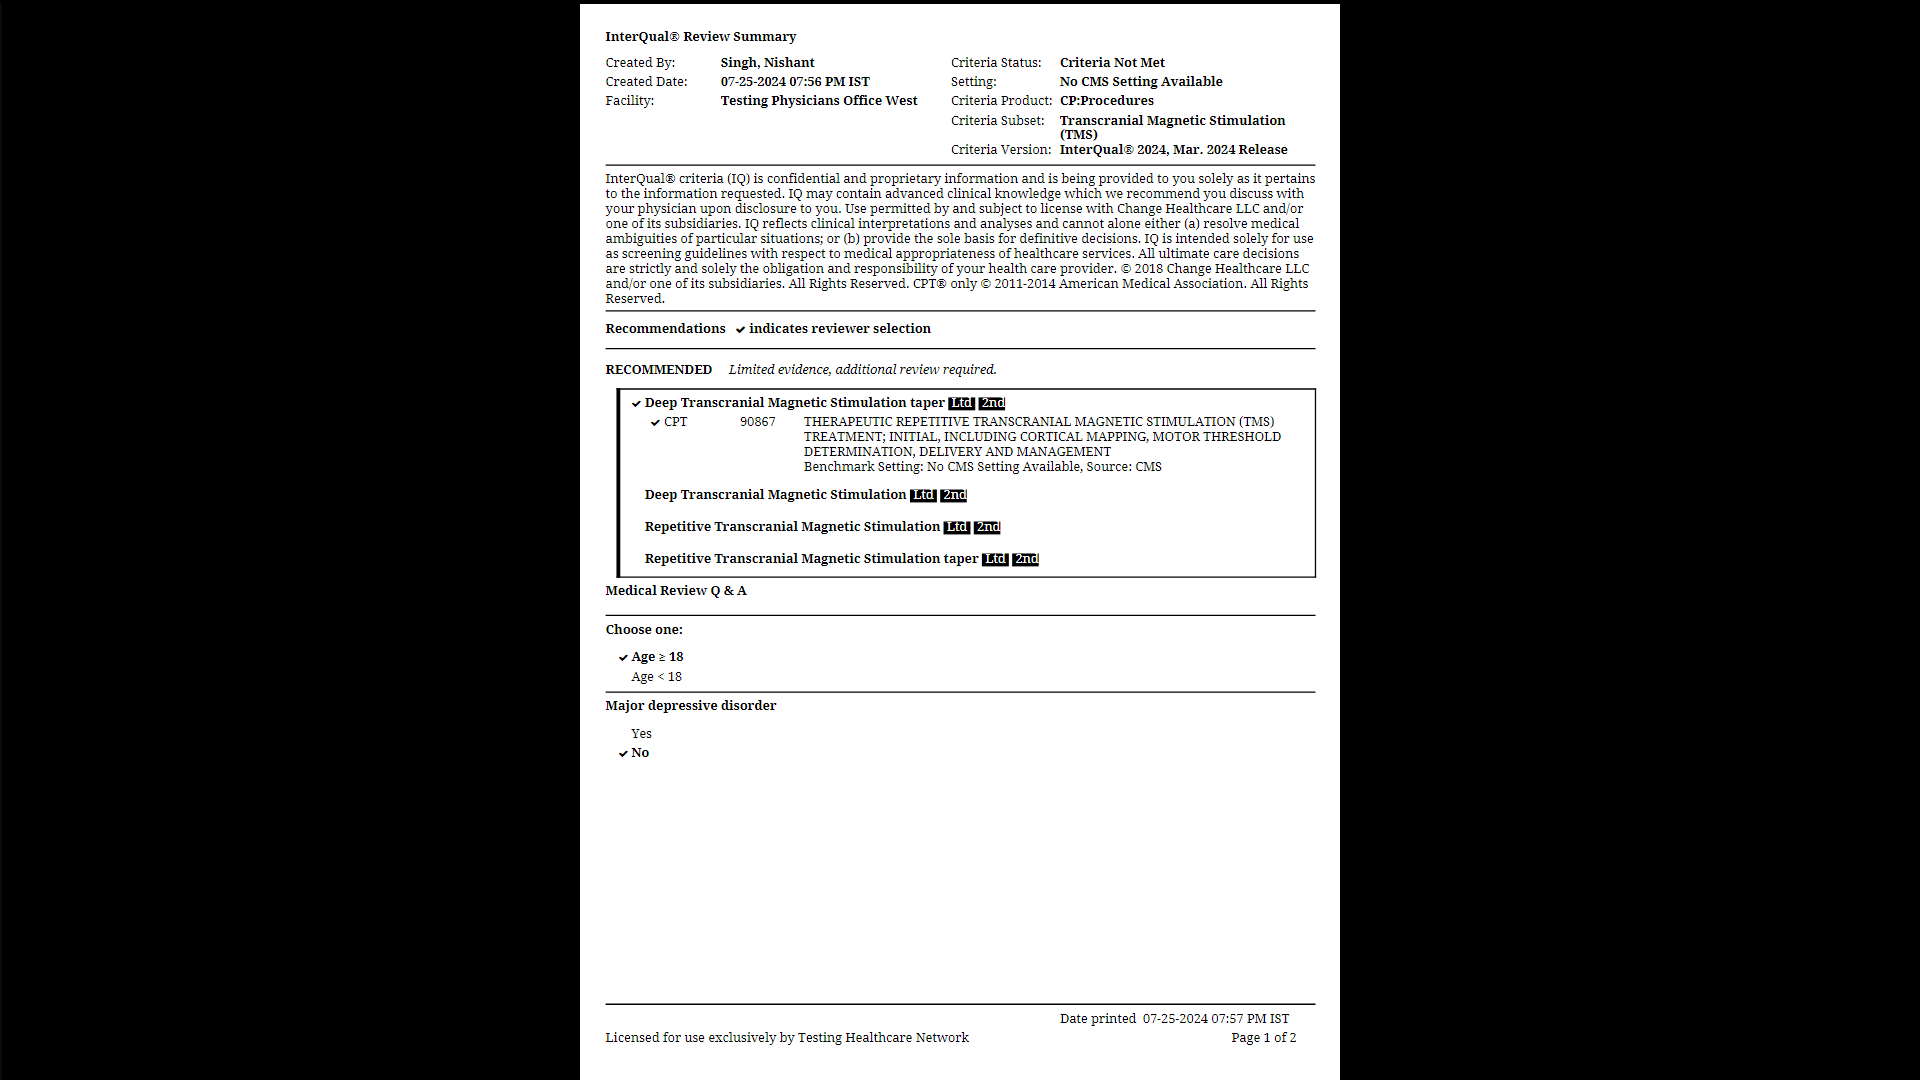 InterQual® Review Summary
Created By: Singh, Nishant Criteria Status: Criteria Not Met
Created Date: 07-25-2024 07:56 PM IST Setting: No CMS Setting Available
Facility: Testing Physicians Office West Criteria Product: CP:Procedures
Criteria Subset: Transcranial Magnetic Stimulation
(TMS)
Criteria Version: InterQual® 2024, Mar. 2024 Release
InterQual® criteria (IQ) is confidential and proprietary information and is being provided to you solely as it pertains
to the information requested. IQ may contain advanced clinical knowledge which we recommend you discuss with
your physician upon disclosure to you. Use permitted by and subject to license with Change Healthcare LLC and/or
one of its subsidiaries. IQ reflects clinical interpretations and analyses and cannot alone either (a) resolve medical
ambiguities of particular situations; or (b) provide the sole basis for definitive decisions. IQ is intended solely for use
as screening guidelines with respect to medical appropriateness of healthcare services. All ultimate care decisions
are strictly and solely the obligation and responsibility of your health care provider. © 2018 Change Healthcare LLC
and/or one of its subsidiaries. All Rights Reserved. CPT® only © 2011-2014 American Medical Association. All Rights
Reserved.
Recommendations ✔ indicates reviewer selection
RECOMMENDED Limited evidence, additional review required.
✔ Deep Transcranial Magnetic Stimulation taper Ltd 2nd
✔ CPT 90867 THERAPEUTIC REPETITIVE TRANSCRANIAL MAGNETIC STIMULATION (TMS)
TREATMENT; INITIAL, INCLUDING CORTICAL MAPPING, MOTOR THRESHOLD
DETERMINATION, DELIVERY AND MANAGEMENT
Benchmark Setting: No CMS Setting Available, Source: CMS
Deep Transcranial Magnetic Stimulation Ltd 2nd
Repetitive Transcranial Magnetic Stimulation Ltd 2nd
Repetitive Transcranial Magnetic Stimulation taper Ltd 2nd
Medical Review Q & A
Choose one:
✔ Age ≥ 18
Age < 18
Major depressive disorder
Yes
✔ No
Date printed 07-25-2024 07:57 PM IST
Licensed for use exclusively by Testing Healthcare Network Page 1 of 2